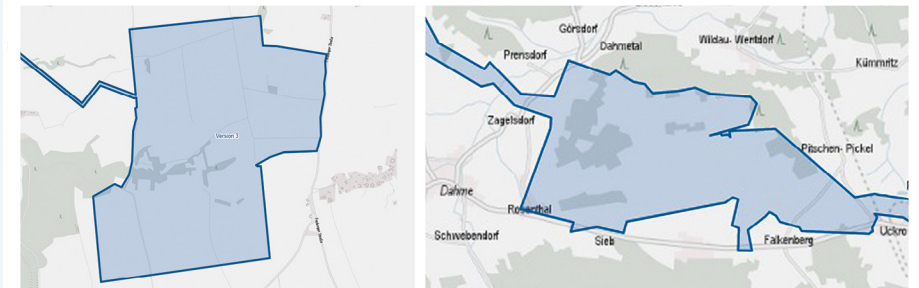 Version 3
Görsdorf
Dahmetal
Wildau- Wentdorf
Prensdorf
Kümmritz
Zagelsdorf
Pitschen- Pickel
Dahme
Rosenthal
Uckro
Schwebendorf
Sieb
Falkenberg